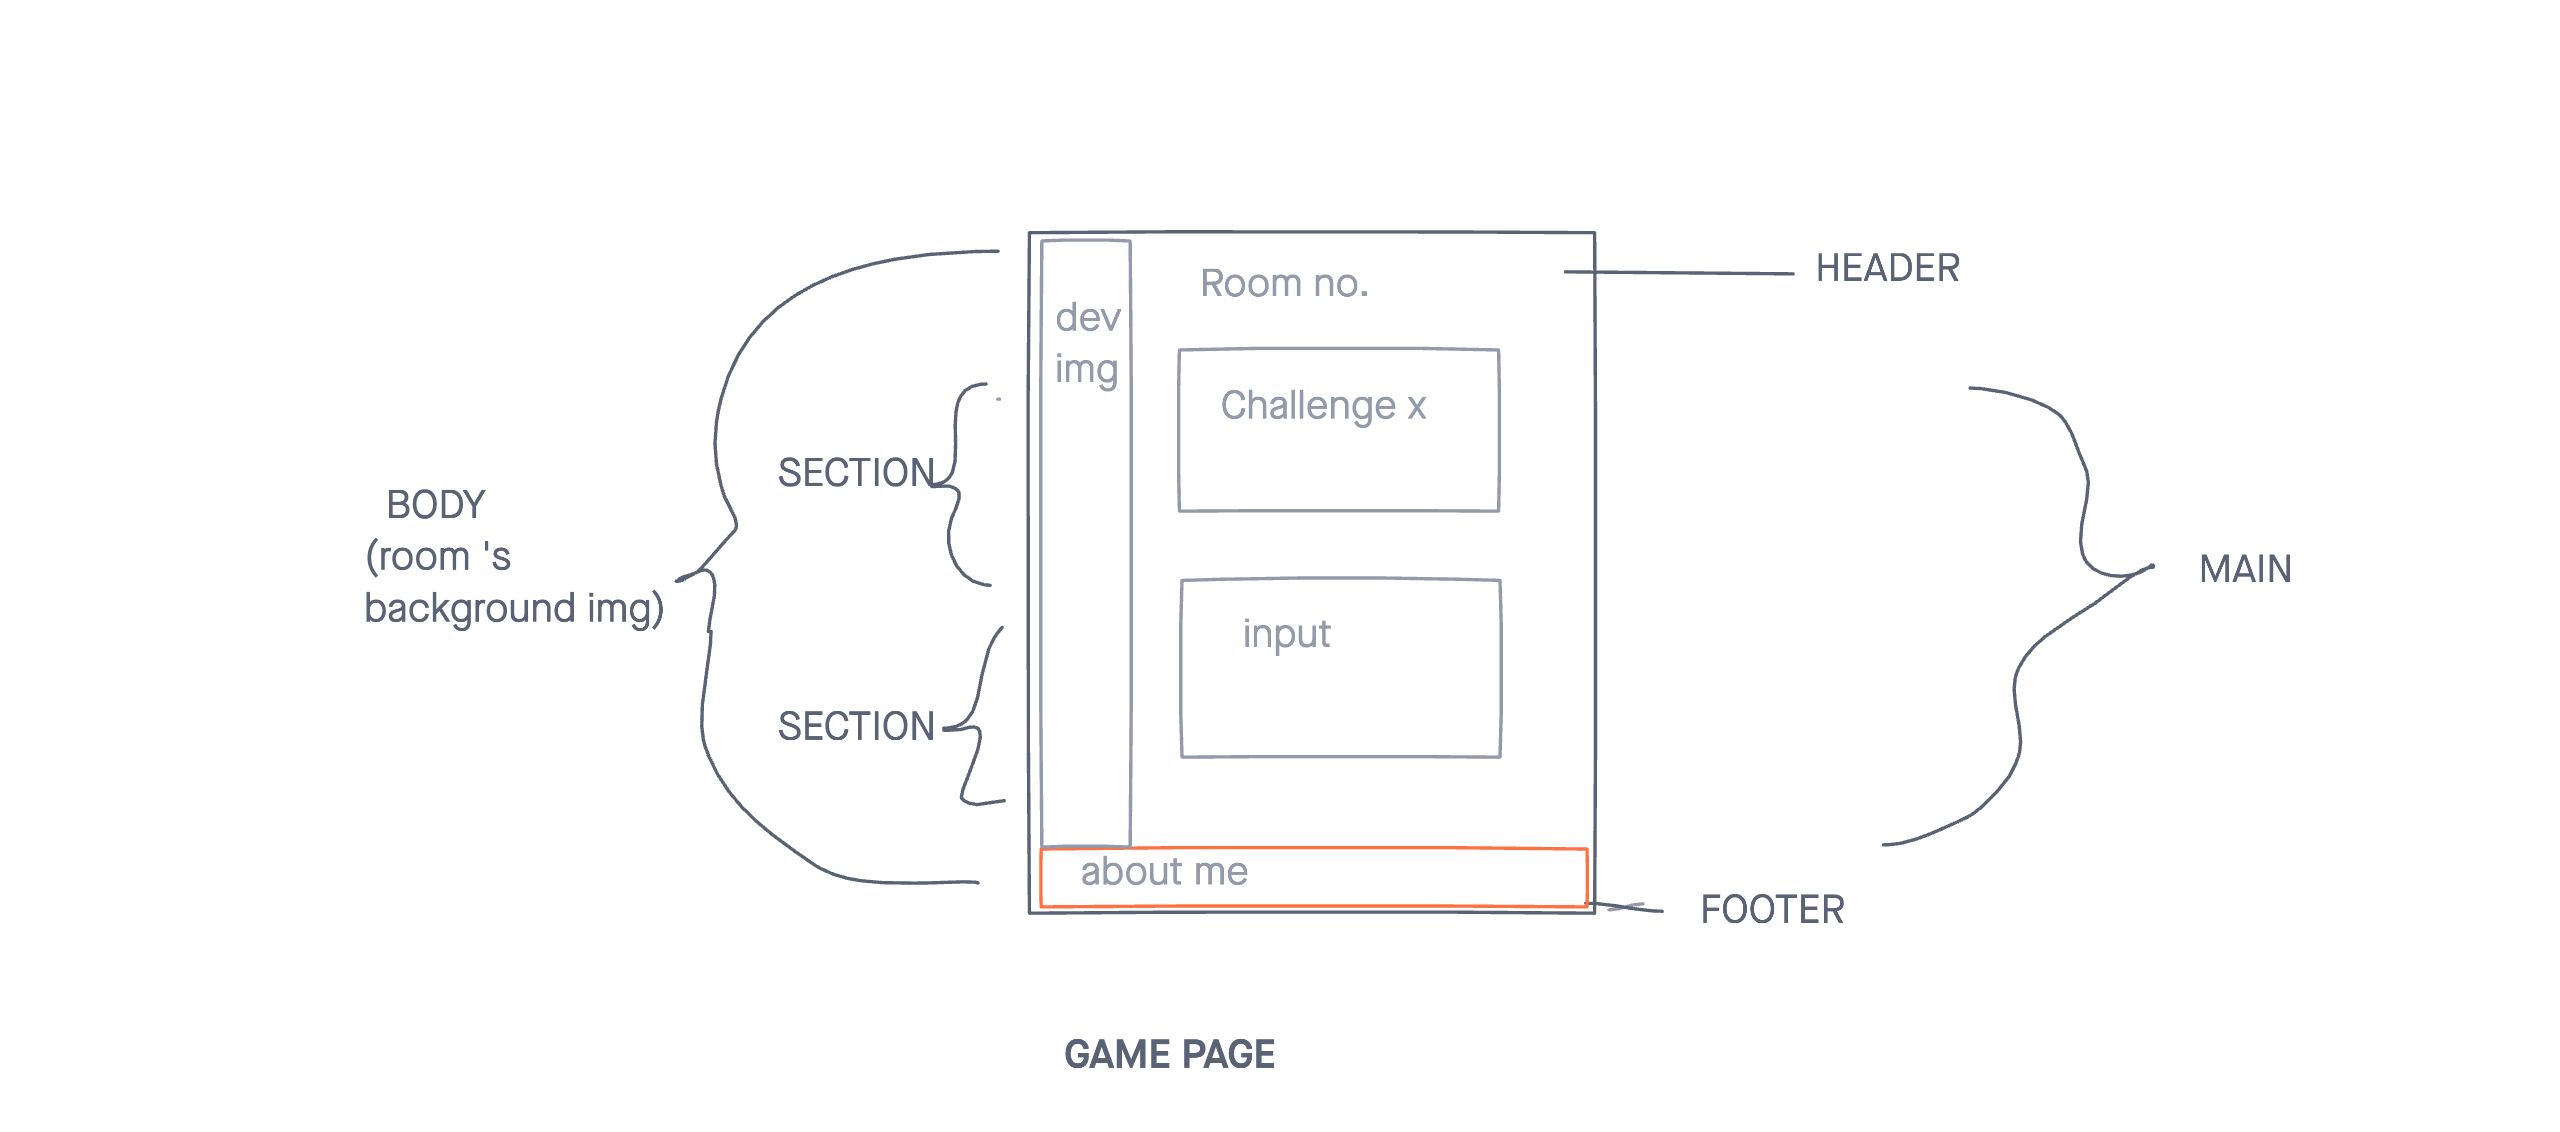 HEADER
Room no.
dev
img
Challenge x
SECTION
BODY
(room 's
background img)
MAIN
input
SECTION
about me
FOOTER
GAME PAGE